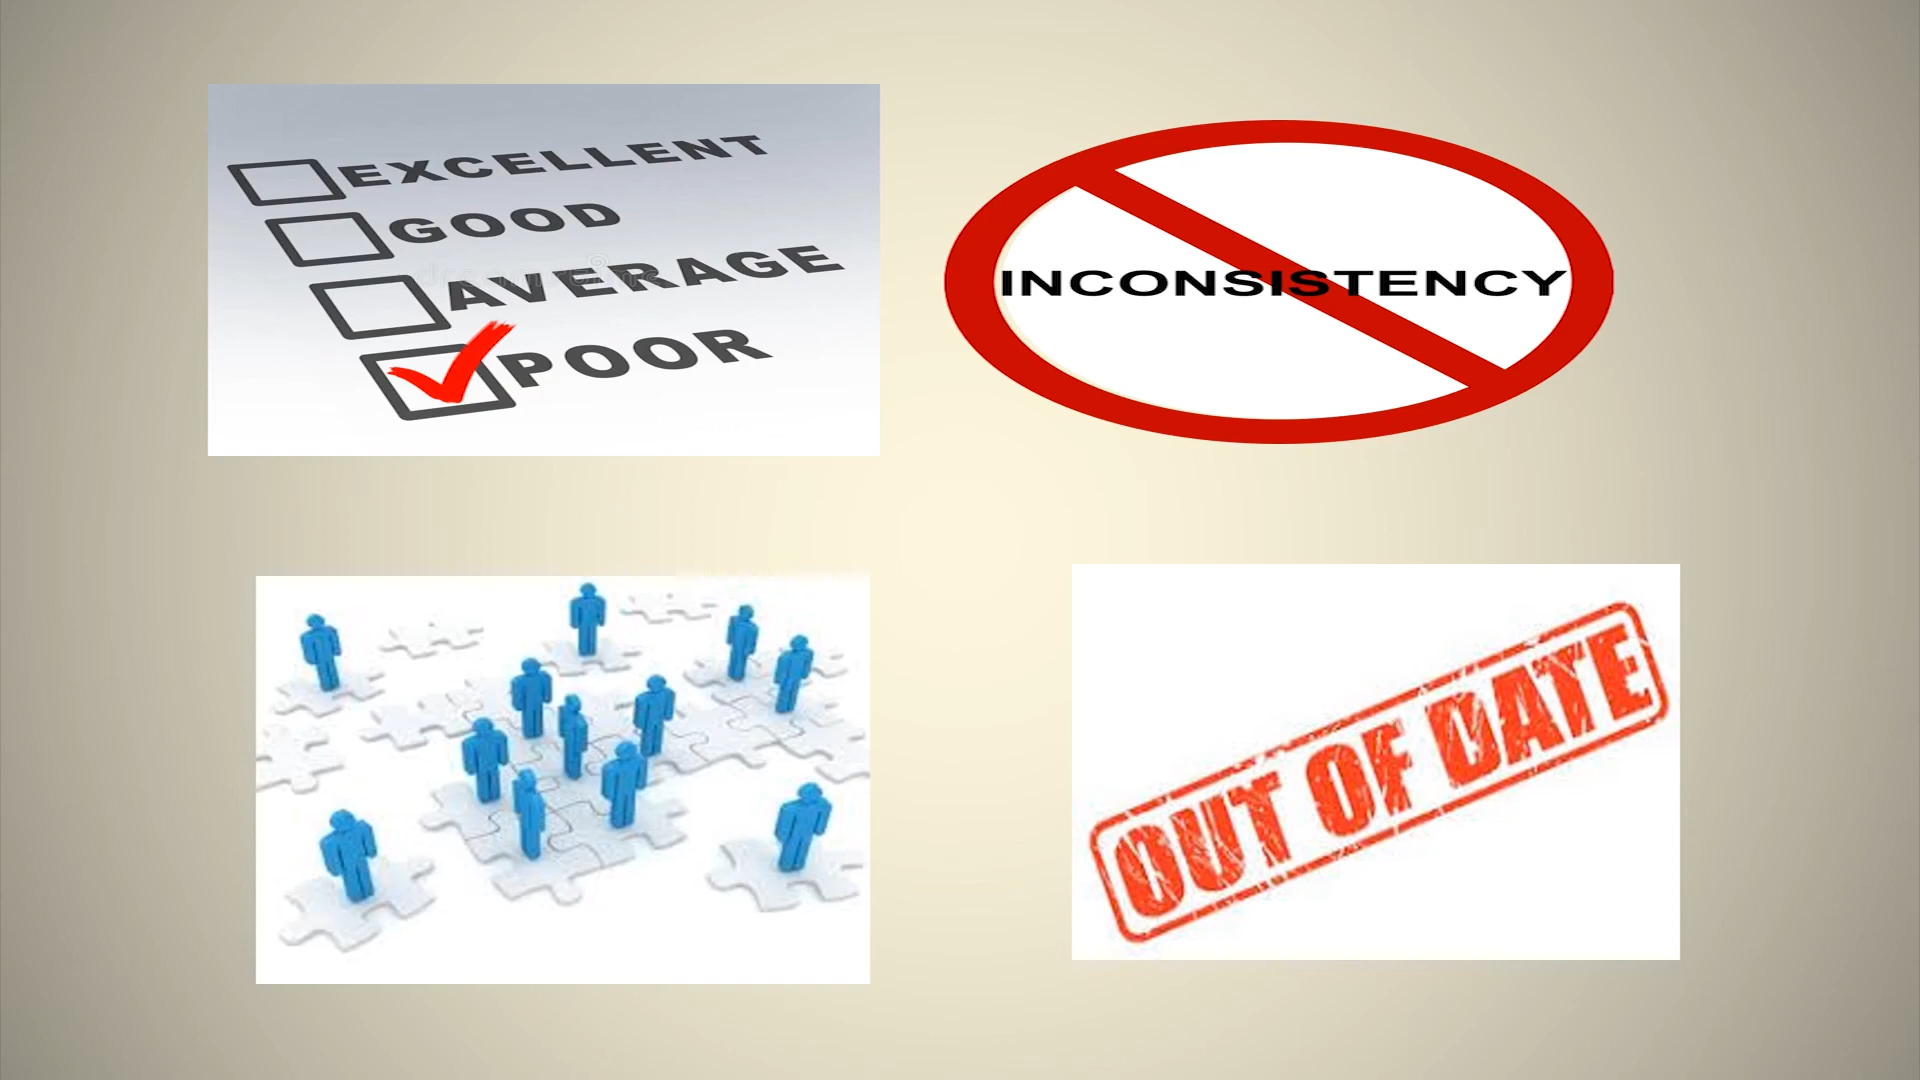 EXCELLENT
GOOD
AVERAGE
POOR
INCONSISTENCY
OUT OF DATE